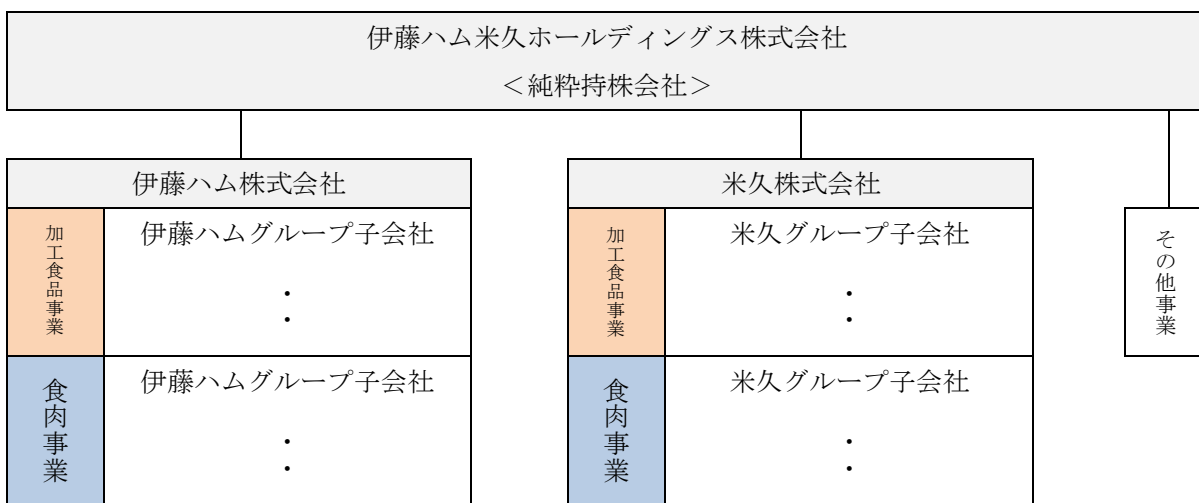 伊藤ハム米久ホールディングス株式会社
＜純粋持株会社＞
伊藤ハム株式会社
加工食品事業
伊藤ハムグループ子会社
・
・
食肉事業
伊藤ハムグループ子会社
・
・
米久株式会社
加工食品事業
米久グループ子会社
・
・
食肉事業
米久グループ子会社
・
・
その他事業